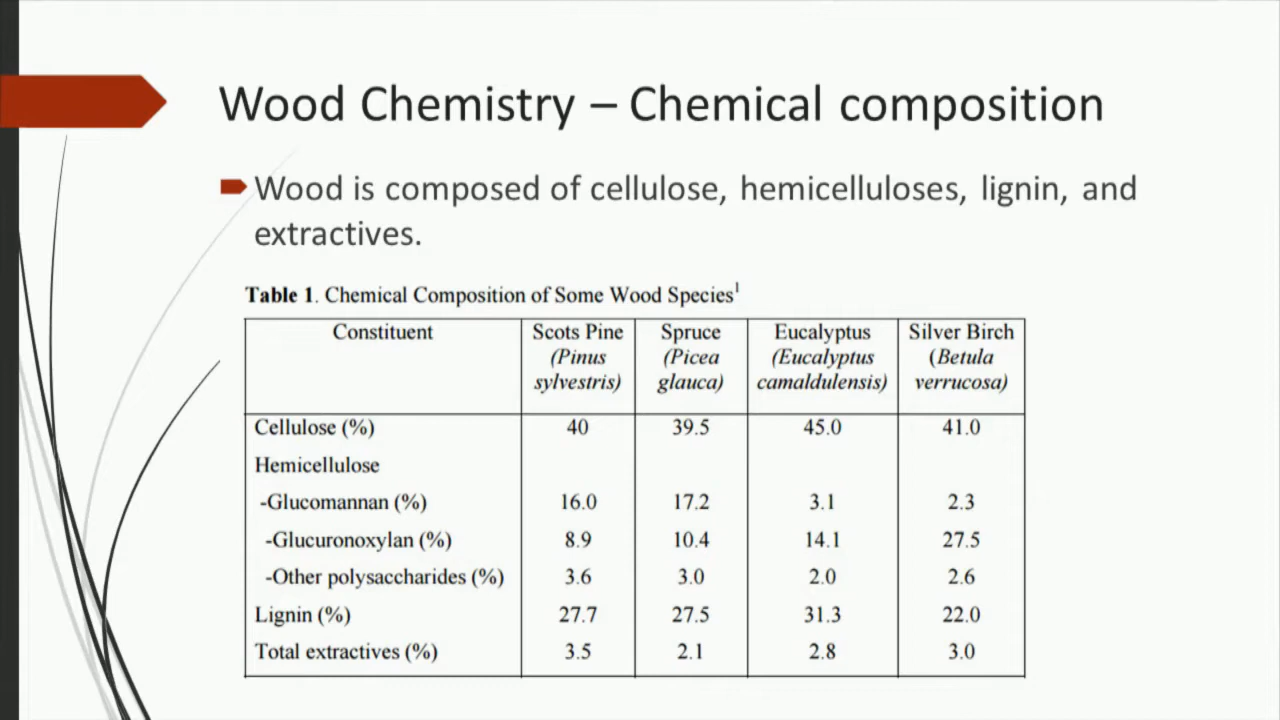 Wood Chemistry – Chemical composition
Wood is composed of cellulose, hemicelluloses, lignin, and
extractives.
Table 1. Chemical Composition of Some Wood Species1
Constituent Scots Pine Spruce Eucalyptus Silver Birch
(Pinus (Picea (Eucalyptus (Betula
sylvestris) glauca) camaldulensis) verrucosa)
Cellulose (%) 40 39.5 45.0 41.0
Hemicellulose
-Glucomannan (%) 16.0 17.2 3.1 2.3
-Glucuronoxylan (%) 8.9 10.4 14.1 27.5
-Other polysaccharides (%) 3.6 3.0 2.0 2.6
Lignin (%) 27.7 27.5 31.3 22.0
Total extractives (%) 3.5 2.1 2.8 3.0